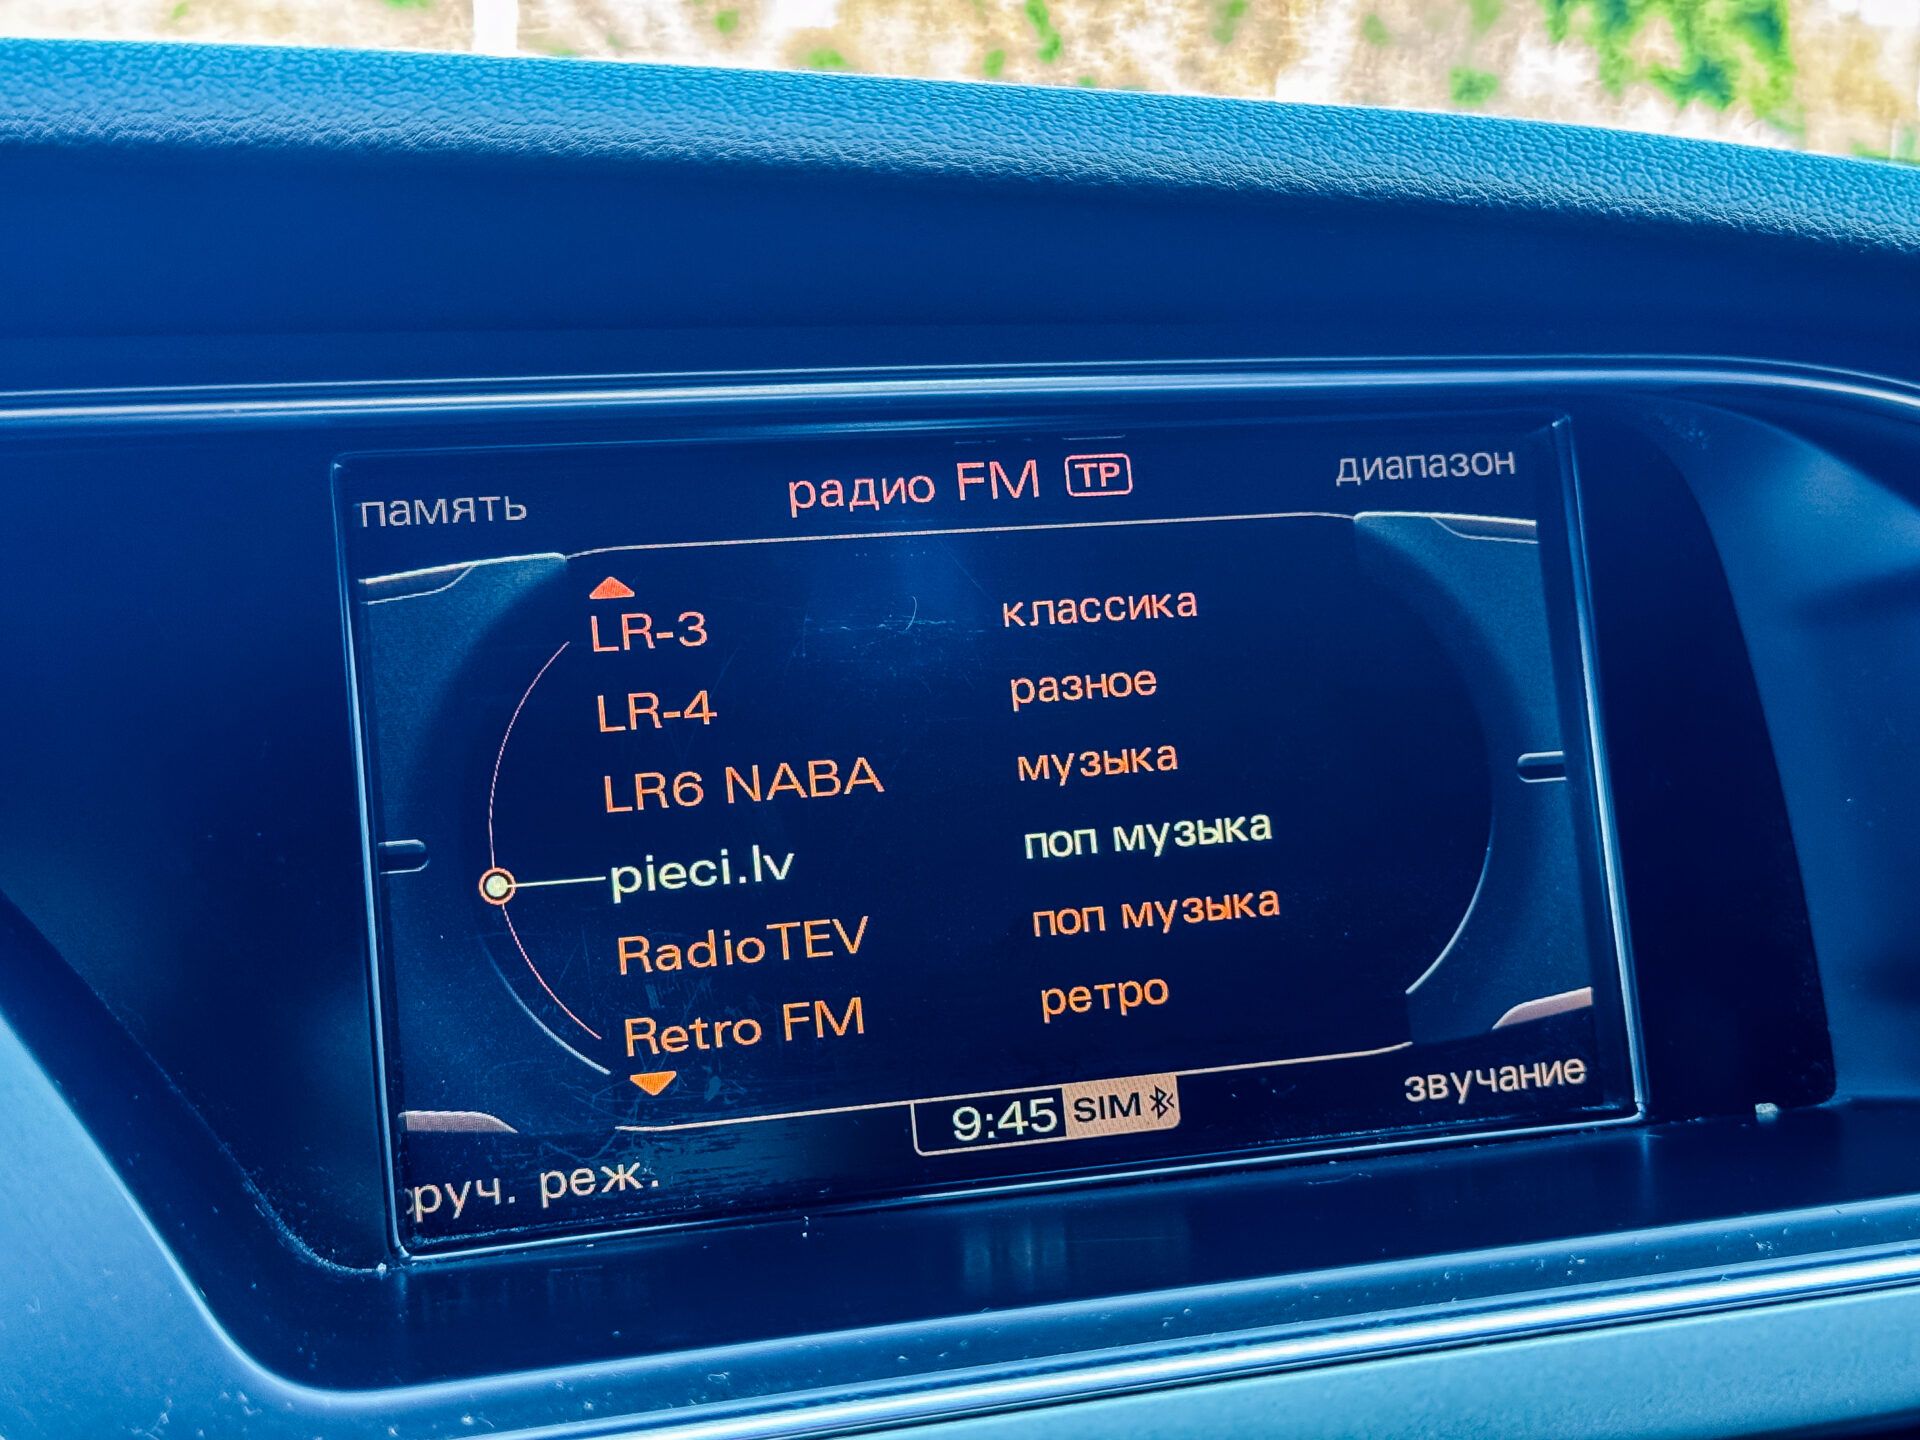 память радио FM TP диапазон
LR-3 классика
LR-4 разное
LR6 NABA музыка
pieci.lv поп музыка
RadioTEV поп музыка
Retro FM ретро
9:45 SIM
звучание
руч. реж.